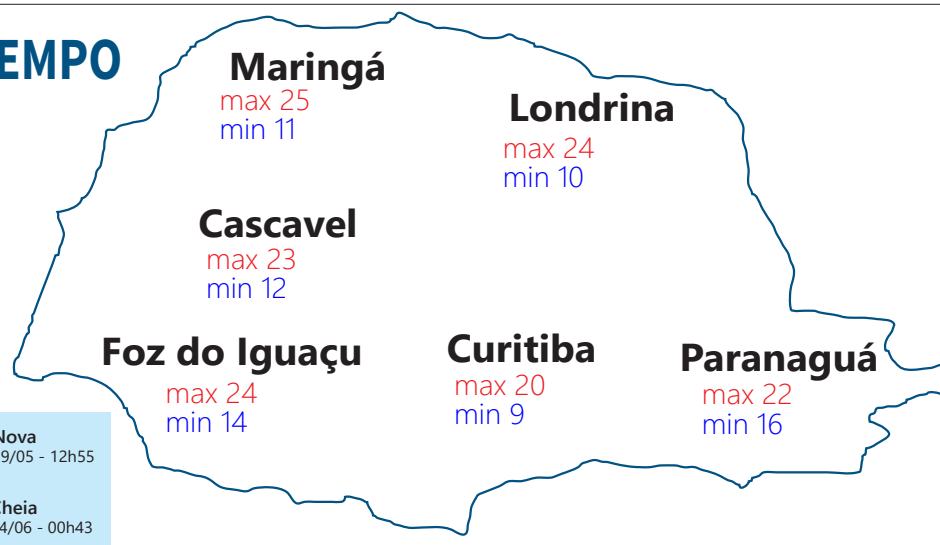 EMPO
Maringá
max 25
min 11
Londrina
max 24
min 10
Cascavel
max 23
min 12
Foz do Iguaçu
max 24
min 14
Curitiba
max 20
min 9
Paranaguá
max 22
min 16
Nova
9/05 - 12h55
Cheia
4/06 - 00h43